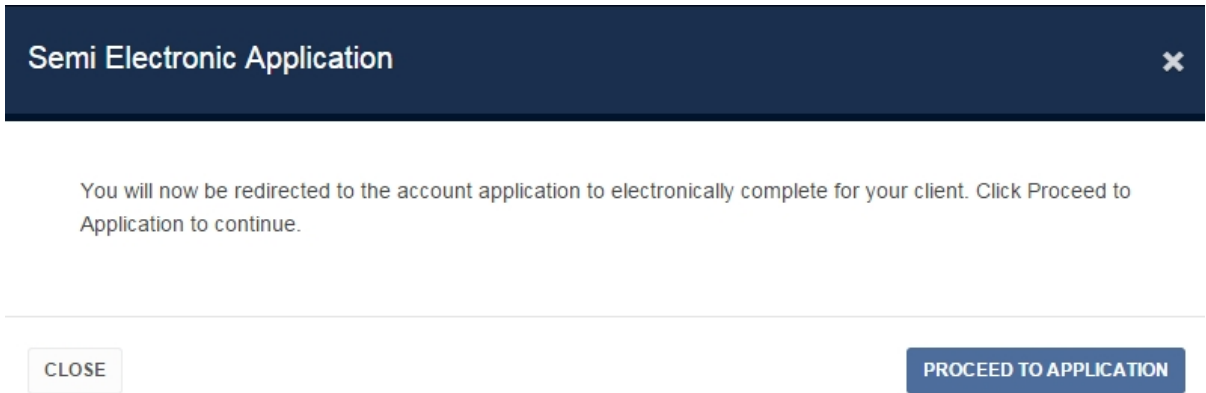 Semi Electronic Application
You will now be redirected to the account application to electronically complete for your client. Click Proceed to
Application to continue.
CLOSE
PROCEED TO APPLICATION